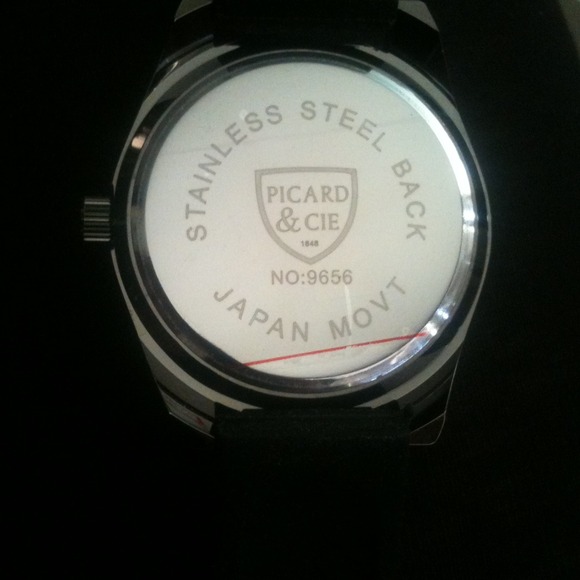 STAINLESS STEEL BACK
PICARD
& CIE
1848
NO:9656
JAPAN MOVT